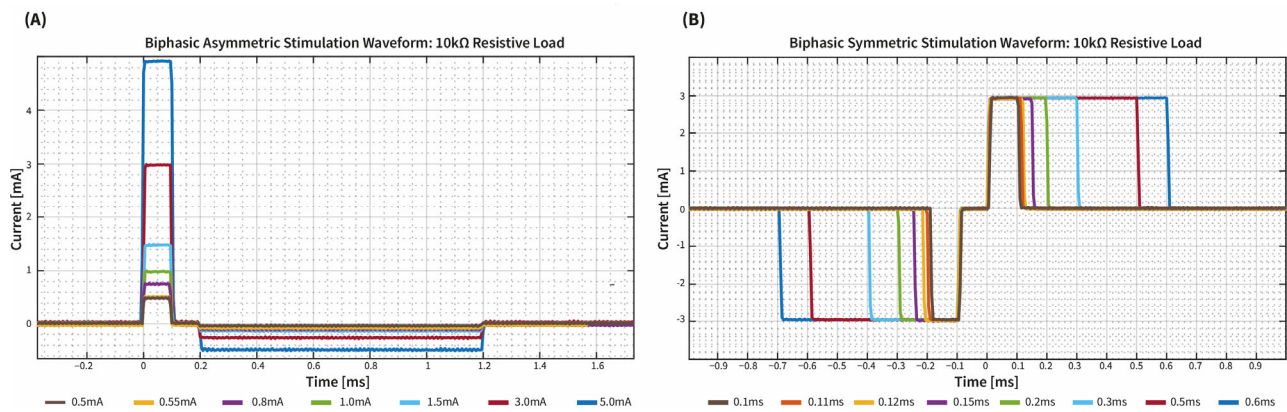 (A)
Biphasic Asymmetric Stimulation Waveform: 10kΩ Resistive Load
Current [mA]
4
3
2
1
0
−0.2 0 0.2 0.4 0.6 0.8 1 1.2 1.4 1.6
Time [ms]
0.5mA 0.55mA 0.8mA 1.0mA 1.5mA 3.0mA 5.0mA
(B)
Biphasic Symmetric Stimulation Waveform: 10kΩ Resistive Load
Current [mA]
3
2
1
0
-1
-2
-3
−0.9 −0.8 −0.7 −0.6 −0.5 −0.4 −0.3 −0.2 −0.1 0 0.1 0.2 0.3 0.4 0.5 0.6 0.7 0.8 0.9
Time [ms]
0.1ms 0.11ms 0.12ms 0.15ms 0.2ms 0.3ms 0.5ms 0.6ms